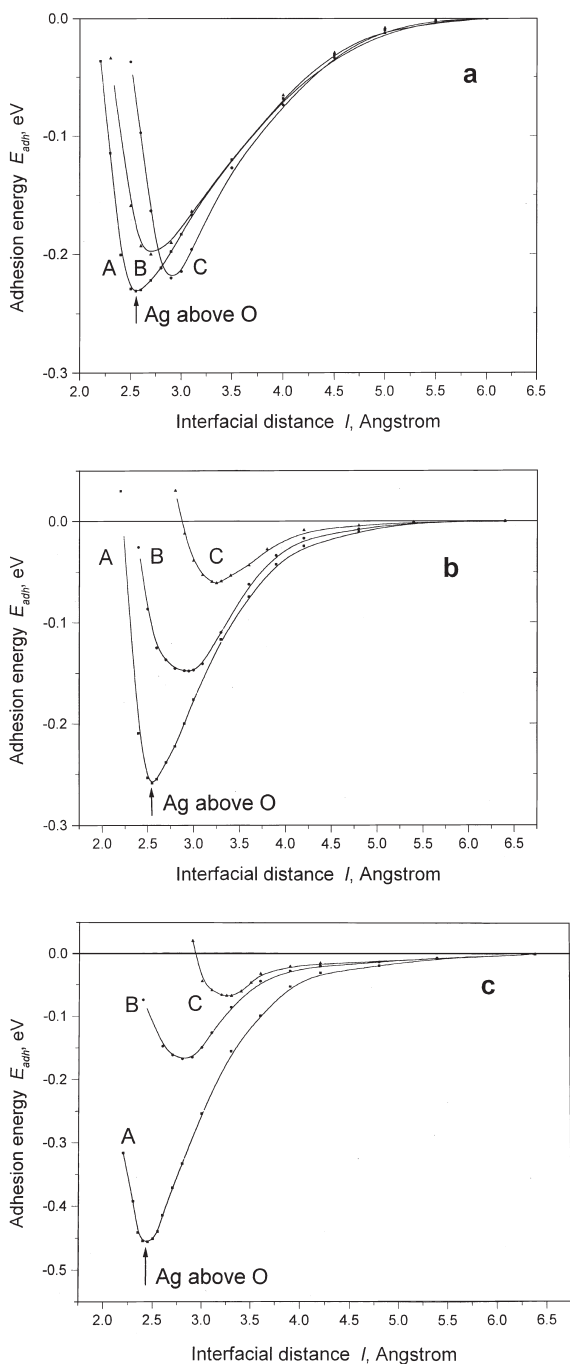 0.0
a
-0.1
Adhesion energy E_adh, eV
-0.2
A B C
Ag above O
-0.3
2.0 2.5 3.0 3.5 4.0 4.5 5.0 5.5 6.0 6.5
Interfacial distance l, Angstrom
0.0
A B C
b
-0.1
Adhesion energy E_adh, eV
-0.2
Ag above O
-0.3
2.0 2.5 3.0 3.5 4.0 4.5 5.0 5.5 6.0 6.5
Interfacial distance l, Angstrom
0.0
B C c
-0.1
-0.2
Adhesion energy E_adh, eV
A
-0.3
-0.4
Ag above O
-0.5
2.0 2.5 3.0 3.5 4.0 4.5 5.0 5.5 6.0 6.5
Interfacial distance l, Angstrom